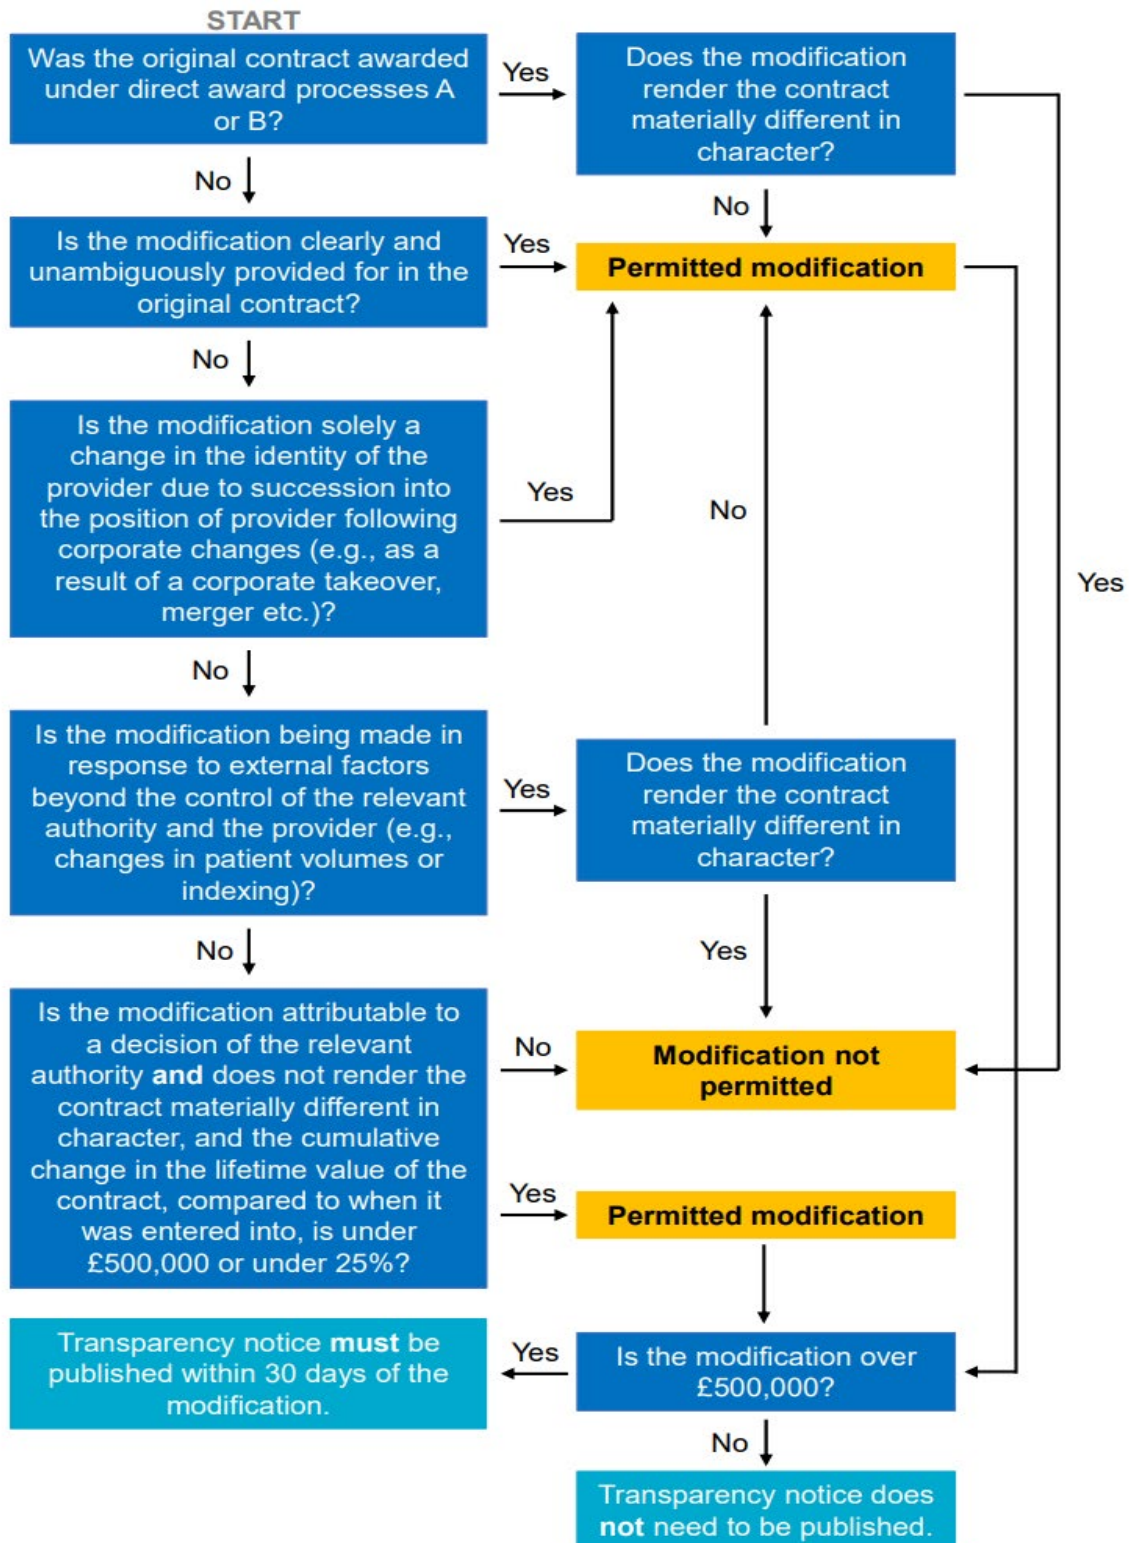 START
Was the original contract awarded
under direct award processes A
or B?
Yes
Does the modification
render the contract
materially different in
character?
No
No
Is the modification clearly and
unambiguously provided for in the
original contract?
Yes
Permitted modification
No
Is the modification solely a
change in the identity of the
provider due to succession into
the position of provider following
corporate changes (e.g., as a
result of a corporate takeover,
merger etc.)?
Yes
No
Yes
No
Is the modification being made in
response to external factors
beyond the control of the relevant
authority and the provider (e.g.,
changes in patient volumes or
indexing)?
Yes
Does the modification
render the contract
materially different in
character?
No
Yes
Is the modification attributable to
a decision of the relevant
authority and does not render the
contract materially different in
character, and the cumulative
change in the lifetime value of the
contract, compared to when it
was entered into, is under
£500,000 or under 25%?
No
Modification not
permitted
Yes
Permitted modification
Transparency notice must be
published within 30 days of the
modification.
Yes
Is the modification over
£500,000?
No
Transparency notice does
not need to be published.